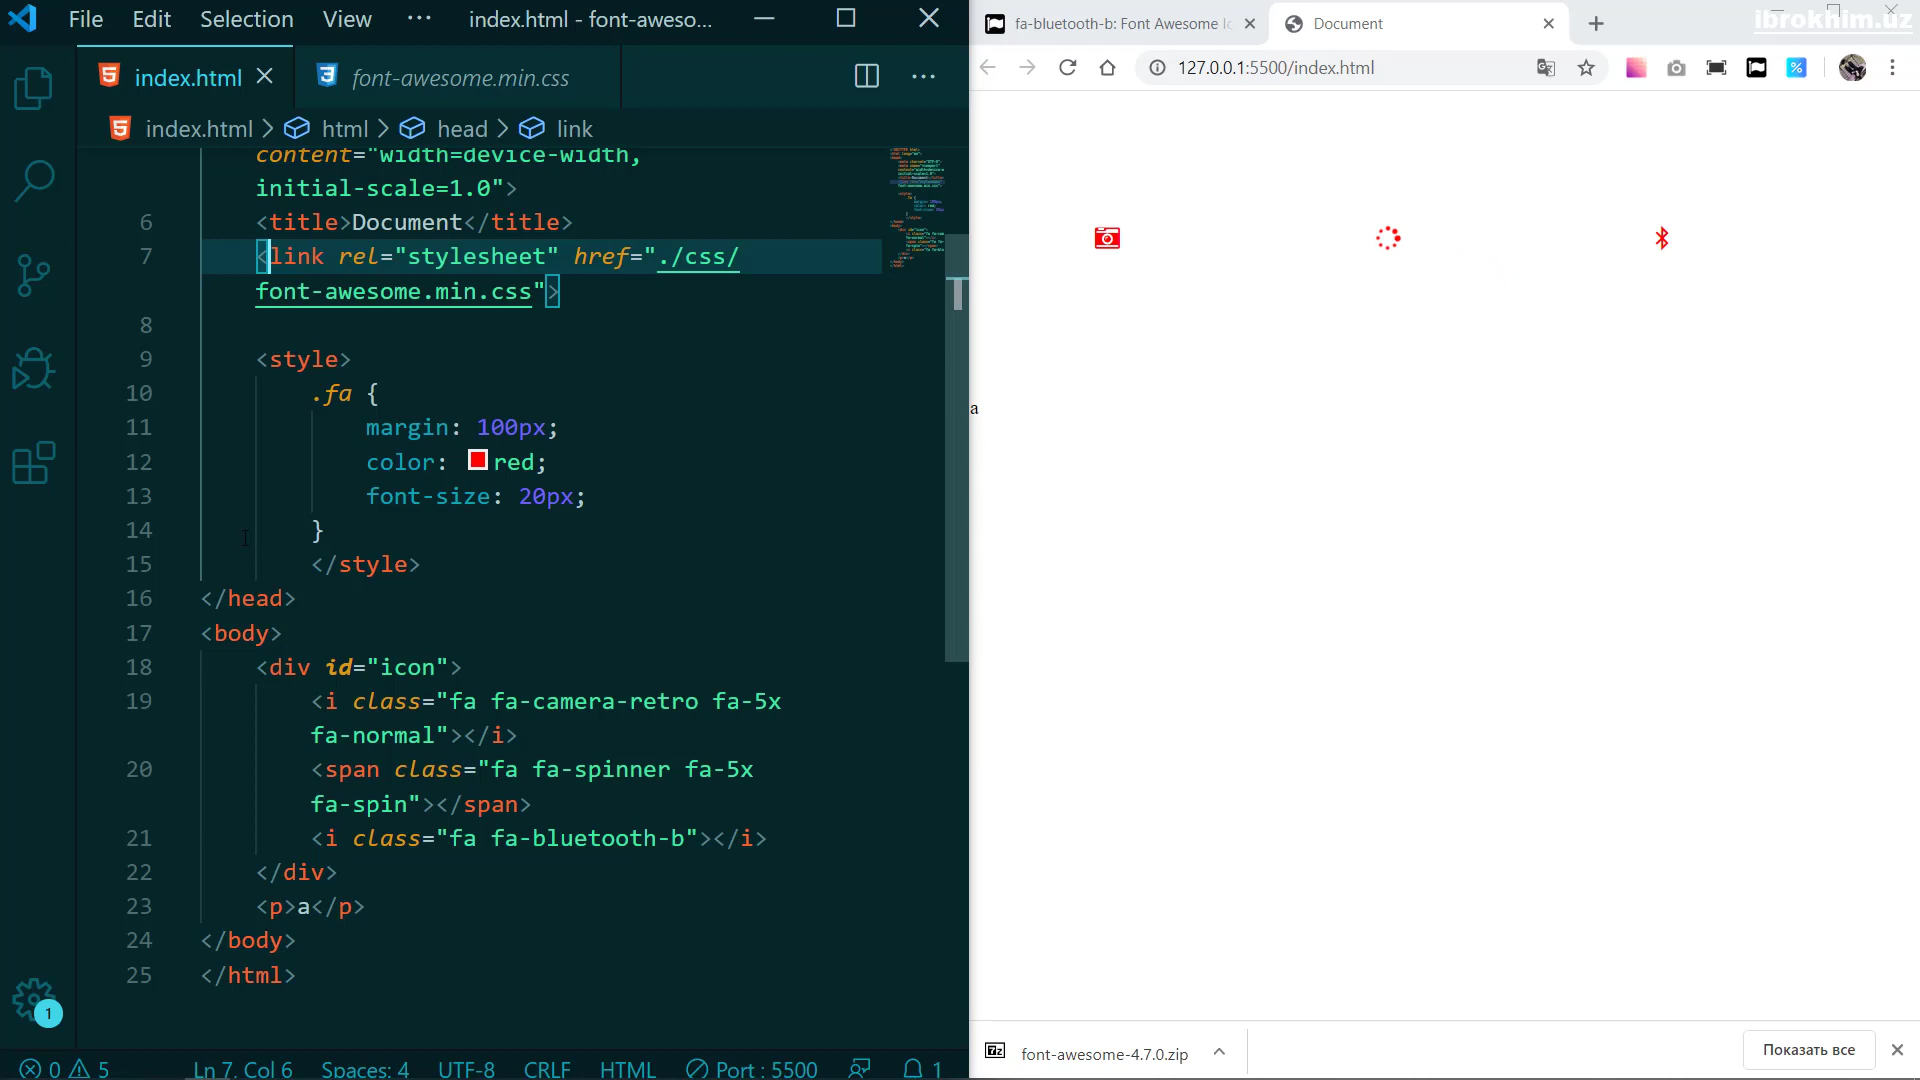 File Edit Selection View ··· index.html - font-aweso...
index.html
font-awesome.min.css
index.html > html > head > link
content="width=device-width,
initial-scale=1.0">
6 <title>Document</title>
7 <link rel="stylesheet" href="./css/
font-awesome.min.css">
8
9 <style>
10 .fa {
11 margin: 100px;
12 color: red;
13 font-size: 20px;
14 }
15 </style>
16 </head>
17 <body>
18 <div id="icon">
19 <i class="fa fa-camera-retro fa-5x
fa-normal"></i>
20 <span class="fa fa-spinner fa-5x
fa-spin"></span>
21 <i class="fa fa-bluetooth-b"></i>
22 </div>
23 <p>a</p>
24 </body>
25 </html>
1
0 5 Ln 7, Col 6 Spaces: 4 UTF-8 CRLF HTML Port : 5500 1
fa-bluetooth-b: Font Awesome
Document
ibrokhim.uz
127.0.0.1:5500/index.html
a
7z font-awesome-4.7.0.zip
Показать все